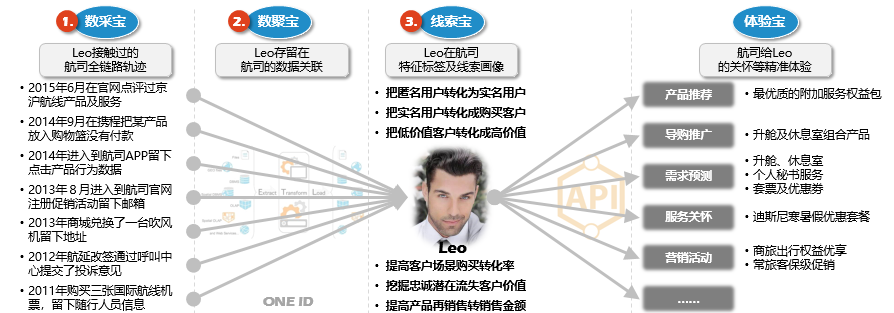 1. 数采宝
Leo接触过的
航司全链路轨迹
2015年6月在官网点评过京
沪航线产品及服务
2014年9月在携程把某产品
放入购物篮没有付款
2014年进入到航司APP留下
点击产品行为数据
2013年８月进入到航司官网
注册促销活动留下邮箱
2013年商城兑换了一台吹风
机留下地址
2012年航延改签通过呼叫中
心提交了投诉意见
2011年购买三张国际航线机
票，留下随行人员信息
2. 数聚宝
Leo存留在
航司的数据关联
Extract Transform Load
ONE ID
3. 线索宝
Leo在航司
特征标签及线索画像
把匿名用户转化为实名用户
把实名用户转化成购买客户
把低价值客户转化成高价值
Leo
提高客户场景购买转化率
挖掘忠诚潜在流失客户价值
提高产品再销售转销售金额
API
体验宝
航司给Leo
的关怀等精准体验
产品推荐
最优质的附加服务权益包
导购推广
升舱及休息室组合产品
需求预测
升舱、休息室
个人秘书服务
套票及优惠券
服务关怀
迪斯尼寒暑假优惠套餐
营销活动
商旅出行权益优享
常旅客保级促销
……